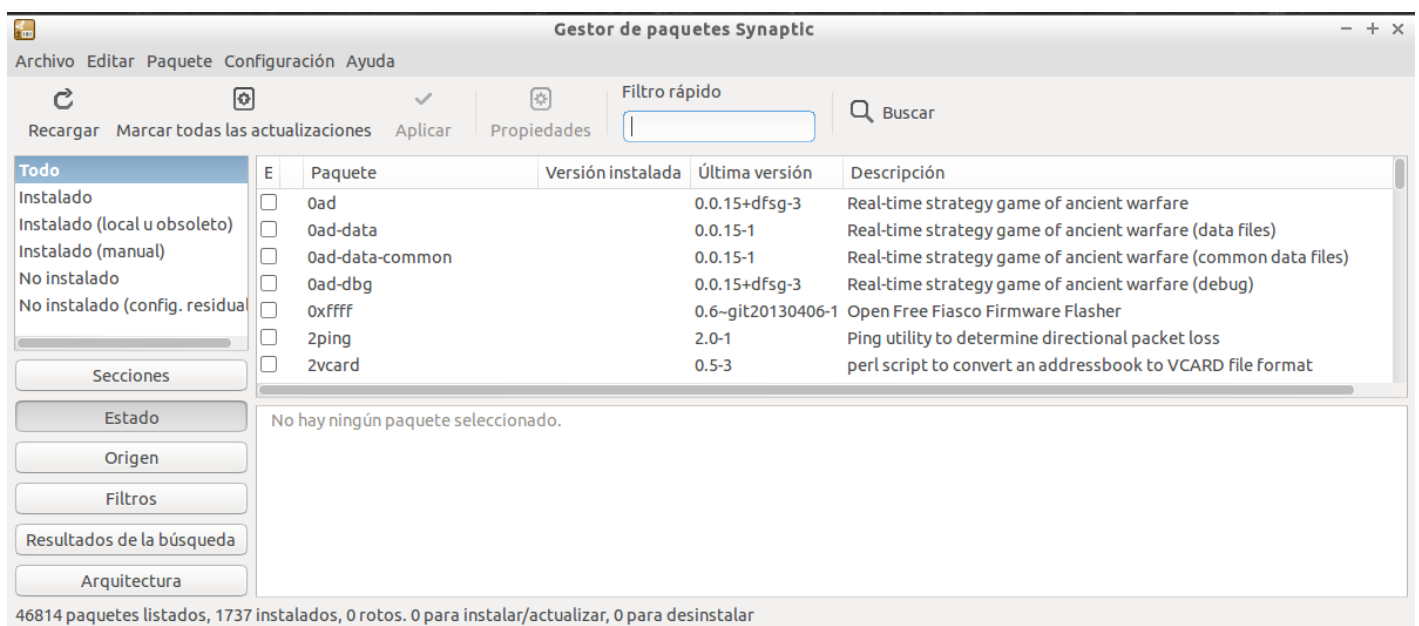 Gestor de paquetes Synaptic
Archivo Editar Paquete Configuración Ayuda
Recargar Marcar todas las actualizaciones Aplicar Propiedades Filtro rápido Buscar
Todo
Instalado
Instalado (local u obsoleto)
Instalado (manual)
No instalado
No instalado (config. residual
Secciones
Estado
Origen
Filtros
Resultados de la búsqueda
Arquitectura
E Paquete Versión instalada Última versión Descripción
0ad 0.0.15+dfsg-3 Real-time strategy game of ancient warfare
0ad-data 0.0.15-1 Real-time strategy game of ancient warfare (data files)
0ad-data-common 0.0.15-1 Real-time strategy game of ancient warfare (common data files)
0ad-dbg 0.0.15+dfsg-3 Real-time strategy game of ancient warfare (debug)
0xffff 0.6~git20130406-1 Open Free Fiasco Firmware Flasher
2ping 2.0-1 Ping utility to determine directional packet loss
2vcard 0.5-3 perl script to convert an addressbook to VCARD file format
No hay ningún paquete seleccionado.
46814 paquetes listados, 1737 instalados, 0 rotos. 0 para instalar/actualizar, 0 para desinstalar